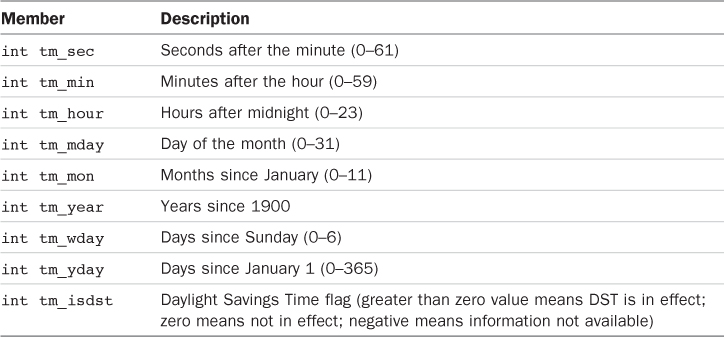 Member Description
int tm_sec Seconds after the minute (0–61)
int tm_min Minutes after the hour (0–59)
int tm_hour Hours after midnight (0–23)
int tm_mday Day of the month (0–31)
int tm_mon Months since January (0–11)
int tm_year Years since 1900
int tm_wday Days since Sunday (0–6)
int tm_yday Days since January 1 (0–365)
int tm_isdst Daylight Savings Time flag (greater than zero value means DST is in effect;
zero means not in effect; negative means information not available)